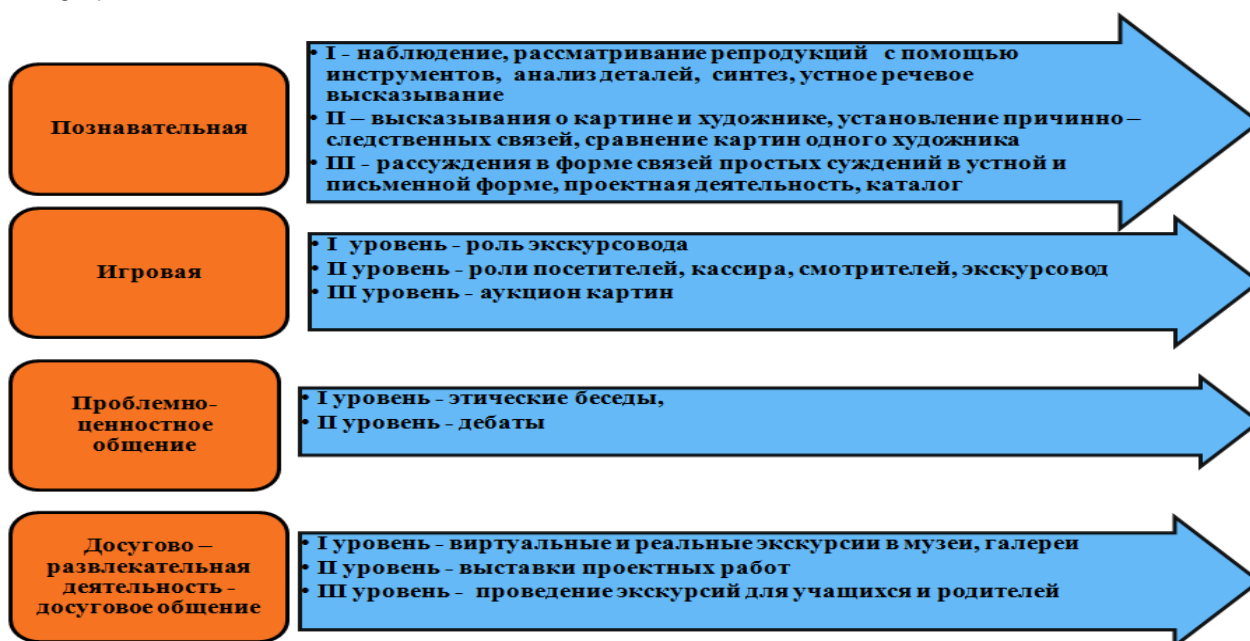 Познавательная
• I - наблюдение, рассматривание репродукций с помощью
инструментов, анализ деталей, синтез, устное речевое
высказывание
• II – высказывания о картине и художнике, установление причинно –
следственных связей, сравнение картин одного художника
• III - рассуждения в форме связей простых суждений в устной и
письменной форме, проектная деятельность, каталог
Игровая
• I уровень - роль экскурсовода
• II уровень - роли посетителей, кассира, смотрителей, экскурсовод
• III уровень - аукцион картин
Проблемно-
ценностное
общение
• I уровень - этические беседы,
• II уровень - дебаты
Досугово –
развлекательная
деятельность -
досуговое общение
• I уровень - виртуальные и реальные экскурсии в музеи, галереи
• II уровень - выставки проектных работ
• III уровень - проведение экскурсий для учащихся и родителей